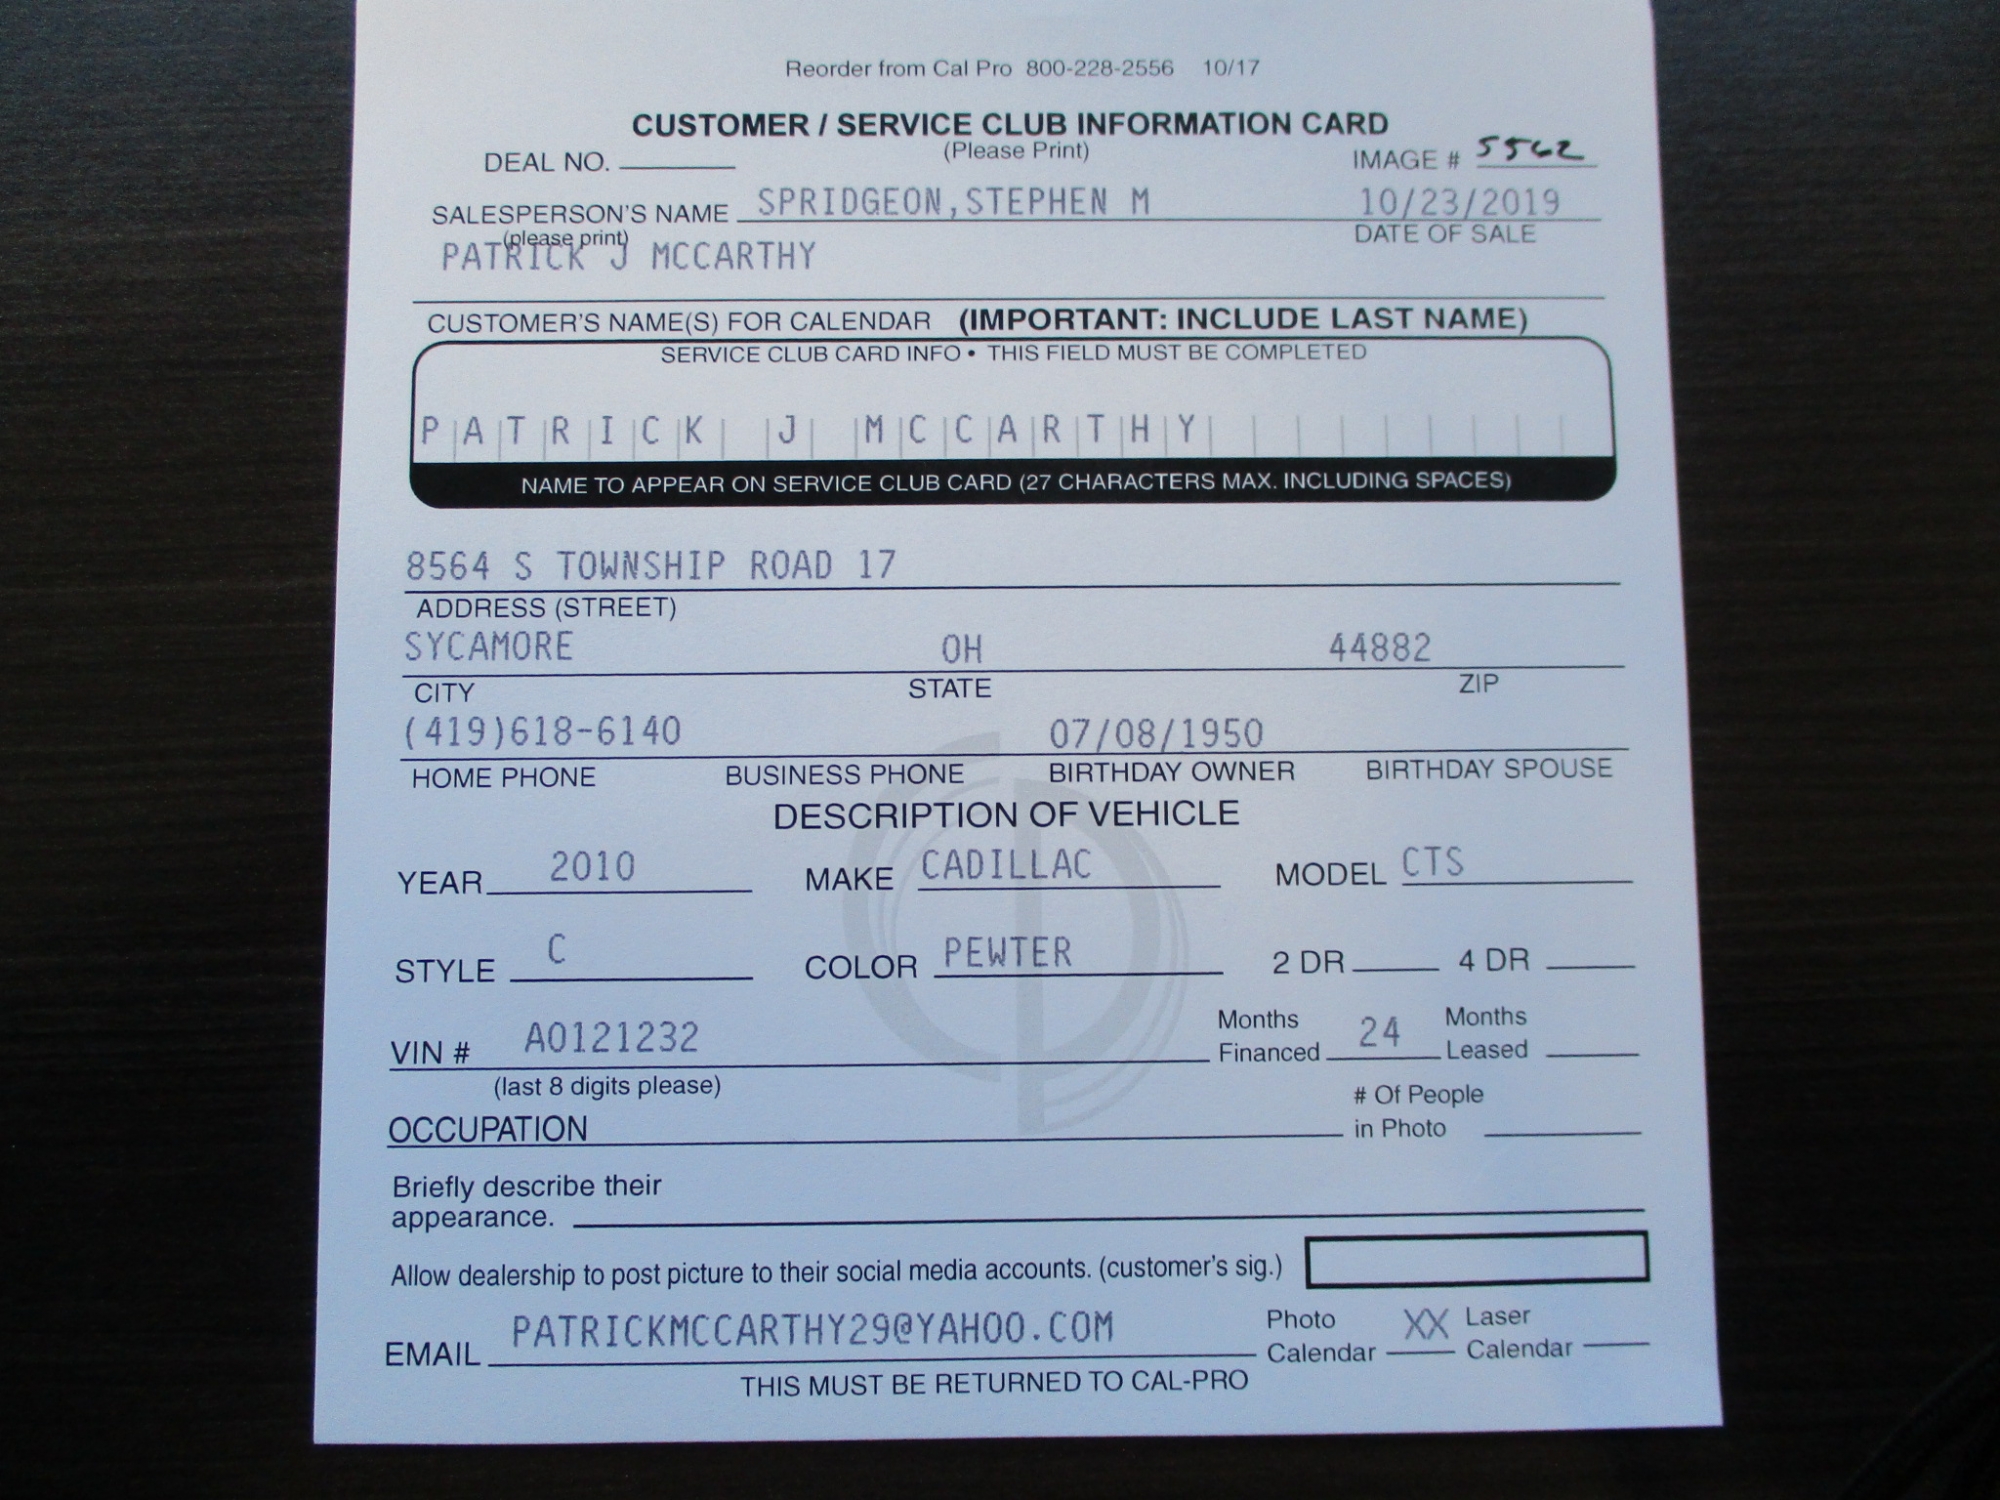 Reorder from Cal Pro 800-228-2556 10/17
CUSTOMER / SERVICE CLUB INFORMATION CARD
(Please Print)
DEAL NO. IMAGE # 5562
SALESPERSON'S NAME SPRIDGEON,STEPHEN M 10/23/2019
(please print) DATE OF SALE
PATRICK J MCCARTHY
CUSTOMER'S NAME(S) FOR CALENDAR (IMPORTANT: INCLUDE LAST NAME)
SERVICE CLUB CARD INFO • THIS FIELD MUST BE COMPLETED
PATRICK J MCCARTHY
NAME TO APPEAR ON SERVICE CLUB CARD (27 CHARACTERS MAX. INCLUDING SPACES)
8564 S TOWNSHIP ROAD 17
ADDRESS (STREET)
SYCAMORE OH 44882
CITY STATE ZIP
(419)618-6140 07/08/1950
HOME PHONE BUSINESS PHONE BIRTHDAY OWNER BIRTHDAY SPOUSE
DESCRIPTION OF VEHICLE
YEAR 2010 MAKE CADILLAC MODEL CTS
STYLE C COLOR PEWTER 2 DR 4 DR
VIN # A0121232 Months Financed 24 Months Leased
(last 8 digits please)
OCCUPATION # Of People in Photo
Briefly describe their
appearance.
Allow dealership to post picture to their social media accounts. (customer's sig.)
EMAIL PATRICKMCCARTHY29@YAHOO.COM Photo Calendar XX Laser Calendar
THIS MUST BE RETURNED TO CAL-PRO